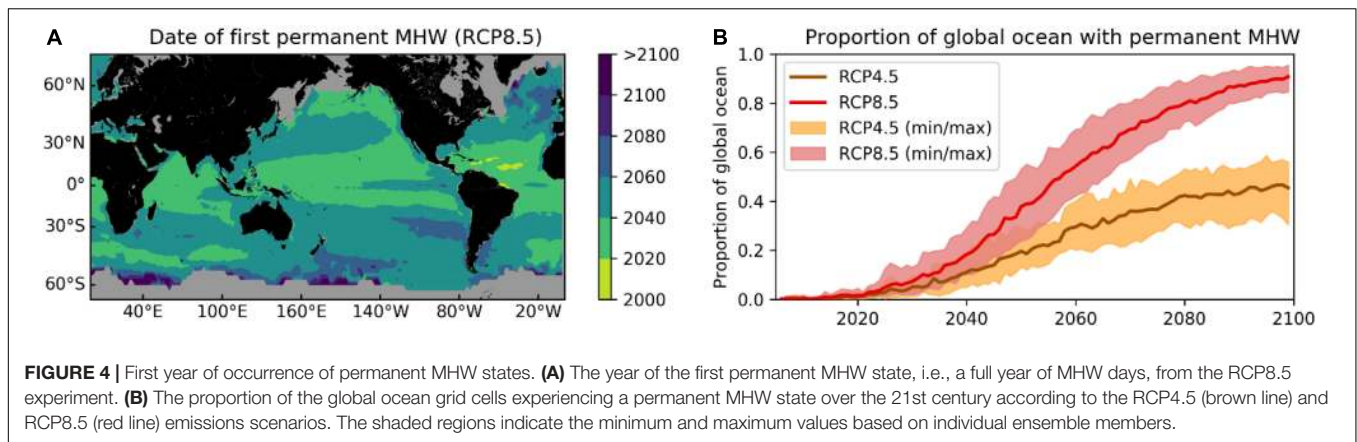 A Date of first permanent MHW (RCP8.5)
60°N
30°N
0°
30°S
60°S
40°E 100°E 160°E 140°W 80°W 20°W
>2100
2100
2080
2060
2040
2020
2000
B Proportion of global ocean with permanent MHW
Proportion of global ocean
1.0
0.8
0.6
0.4
0.2
0.0
RCP4.5
RCP8.5
RCP4.5 (min/max)
RCP8.5 (min/max)
2020 2040 2060 2080 2100
FIGURE 4 | First year of occurrence of permanent MHW states. (A) The year of the first permanent MHW state, i.e., a full year of MHW days, from the RCP8.5
experiment. (B) The proportion of the global ocean grid cells experiencing a permanent MHW state over the 21st century according to the RCP4.5 (brown line) and
RCP8.5 (red line) emissions scenarios. The shaded regions indicate the minimum and maximum values based on individual ensemble members.